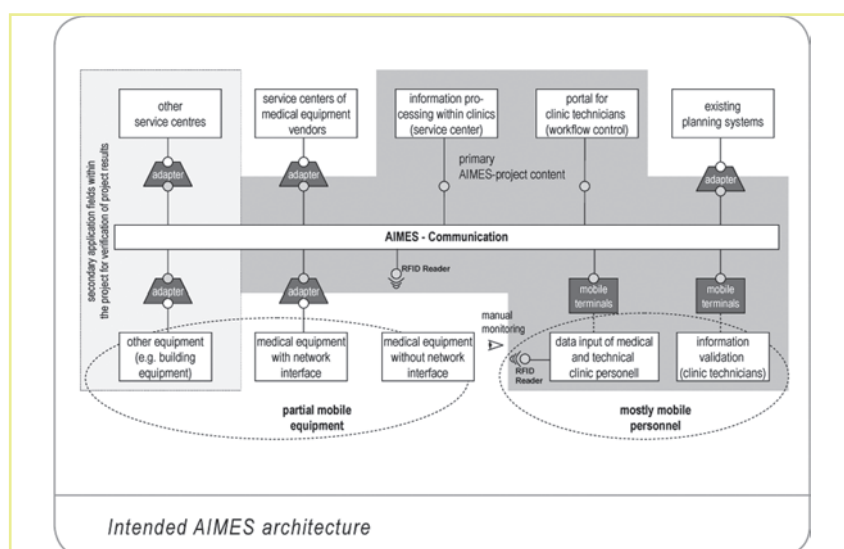 other
service centres
service centers of
medical equipment
vendors
information pro-
cessing within clinics
(service center)
portal for
clinic technicians
(workflow control)
existing
planning systems
adapter
adapter
primary
AIMES-project content
adapter
secondary application fields within
the project for verification of project results
AIMES - Communication
RFID Reader
adapter
adapter
mobile
terminals
mobile
terminals
manual
monitoring
other equipment
(e.g. building
equipment)
medical equipment
with network
interface
medical equipment
without network
interface
RFID
Reader
data input of medical
and technical
clinic personell
information
validation
(clinic technicians)
partial mobile
equipment
mostly mobile
personnel
Intended AIMES architecture